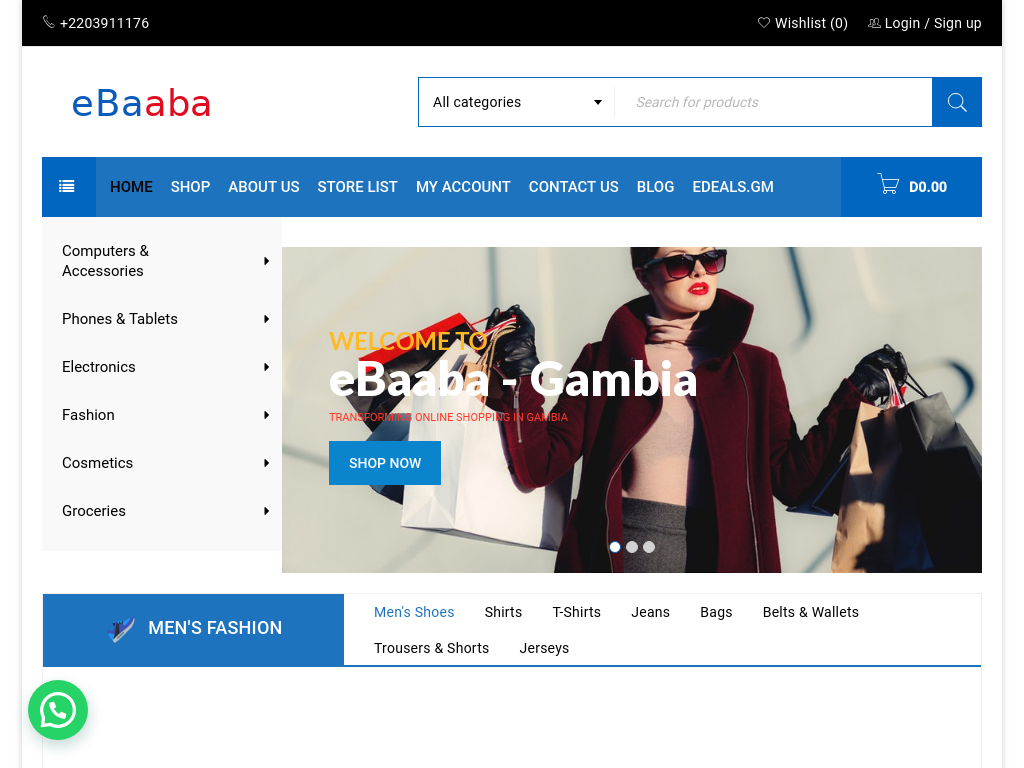 +2203911176
Wishlist (0)
Login / Sign up
eBaaba
All categories
Search for products
HOME
SHOP
ABOUT US
STORE LIST
MY ACCOUNT
CONTACT US
BLOG
EDEALS.GM
D0.00
Computers &
Accessories
Phones & Tablets
Electronics
Fashion
Cosmetics
Groceries
WELCOME TO
eBaaba - Gambia
TRANSFORMING ONLINE SHOPPING IN GAMBIA
SHOP NOW
MEN'S FASHION
Men's Shoes
Shirts
T-Shirts
Jeans
Bags
Belts & Wallets
Trousers & Shorts
Jerseys